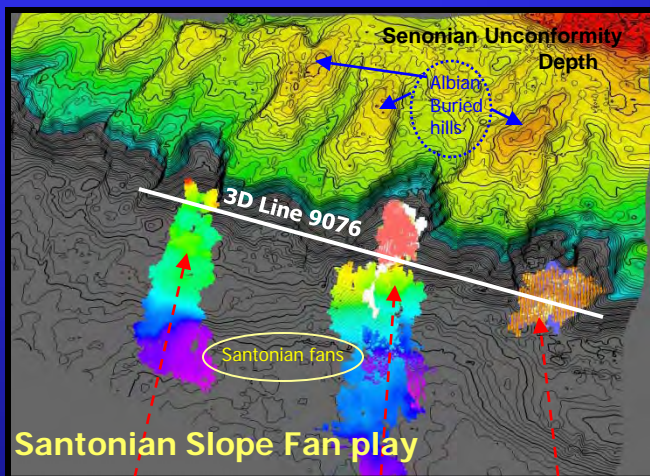 Senonian Unconformity
Depth
Albian
Buried
hills
3D Line 9076
Santonian fans
Santonian Slope Fan play